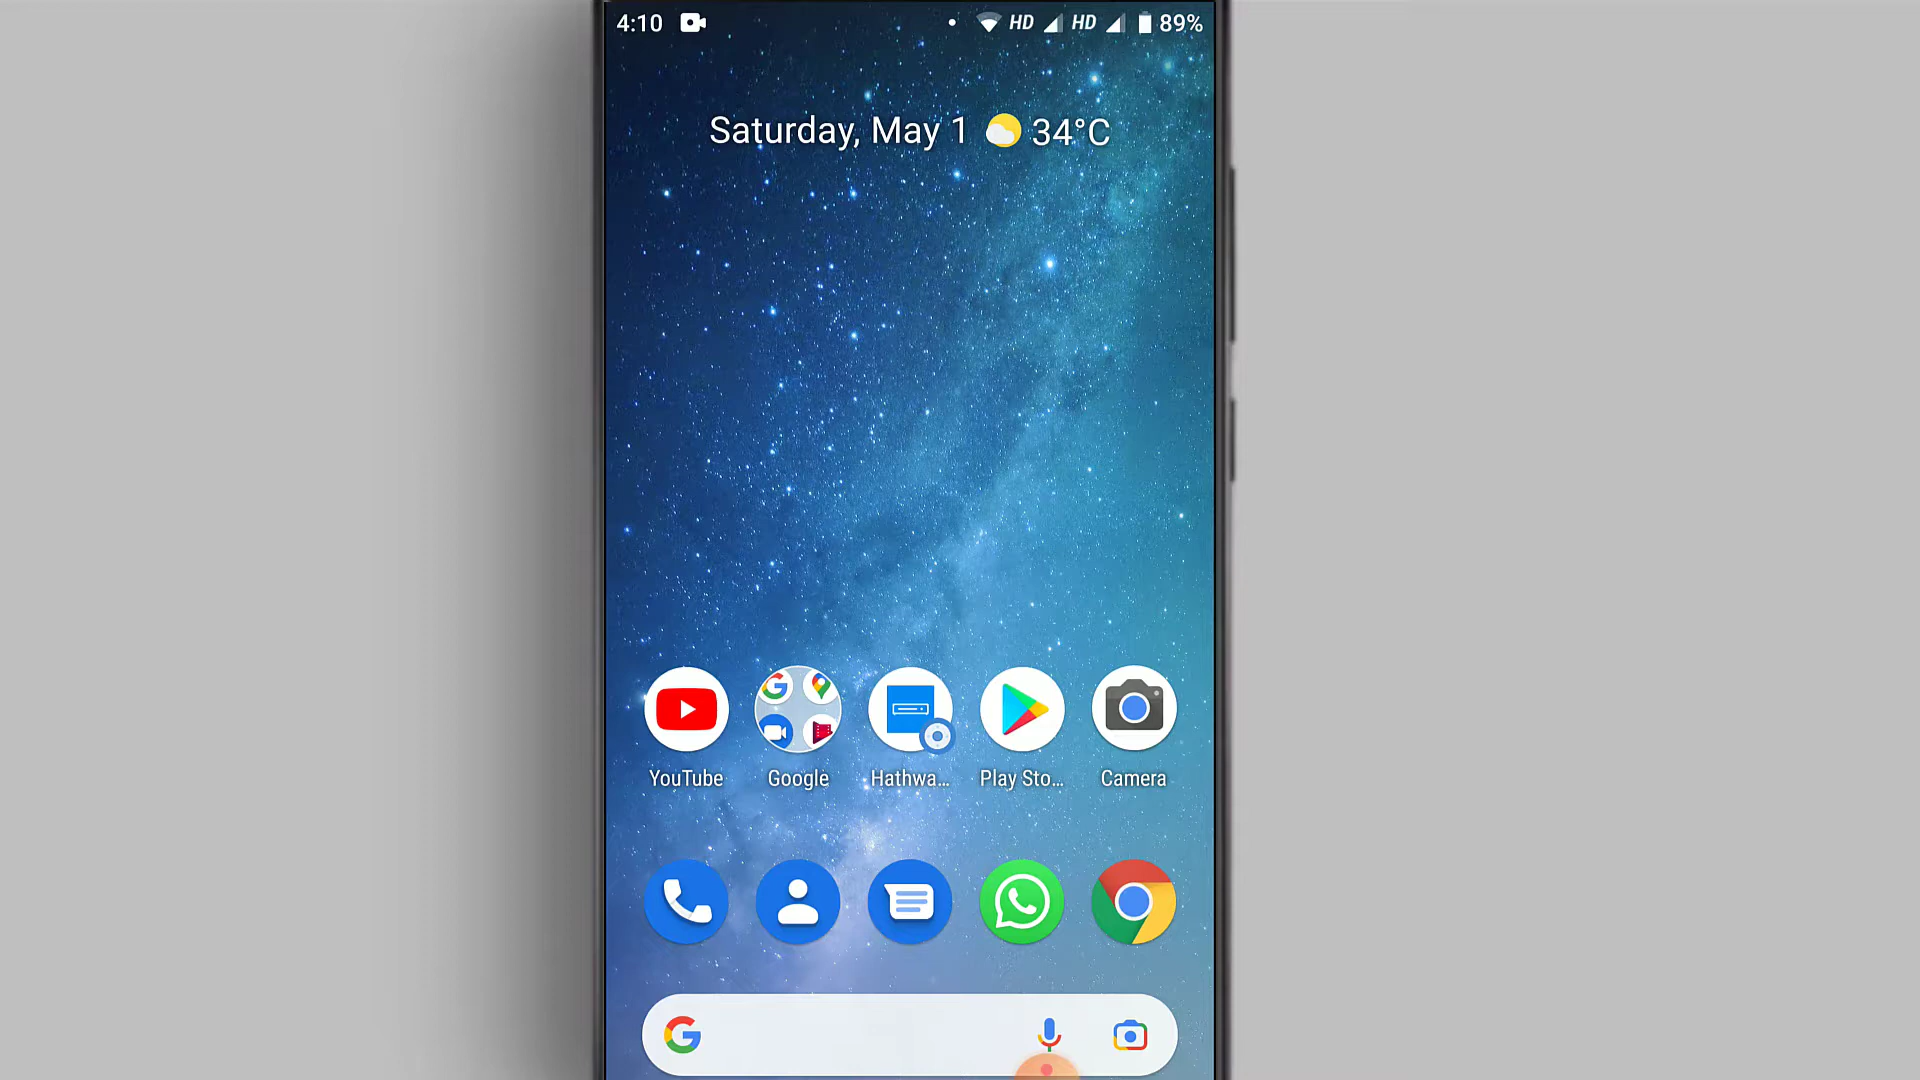 4:10 HD HD 89%
Saturday, May 1 34°C
YouTube Google Hathwa... Play Sto... Camera